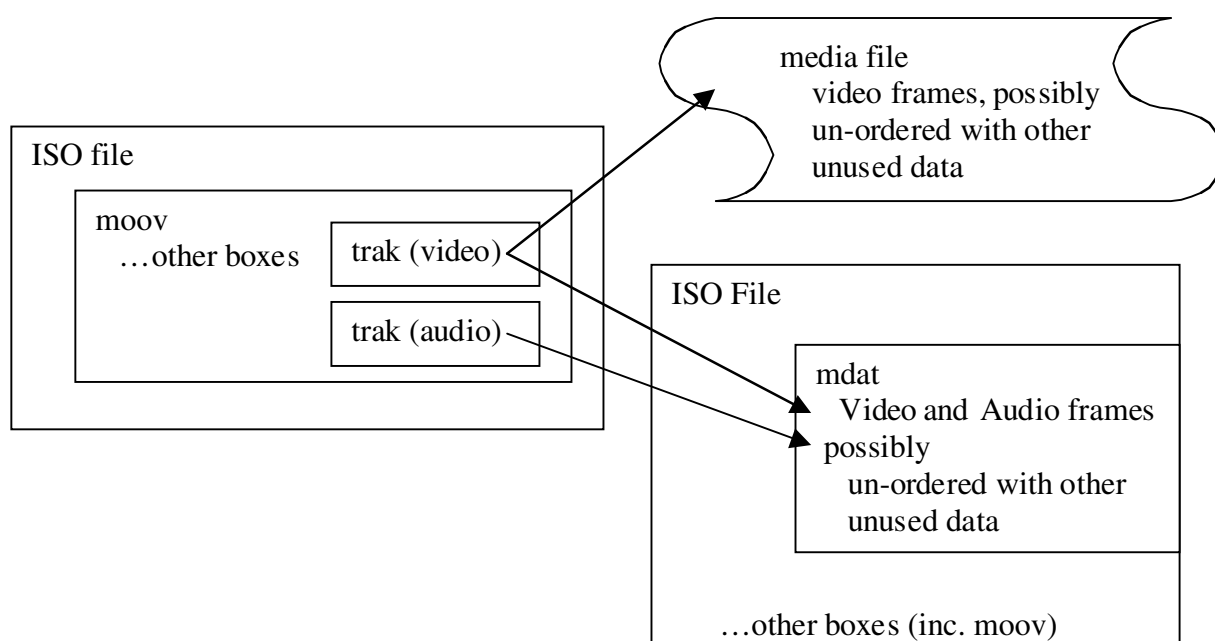 media file
video frames, possibly
un-ordered with other
unused data
ISO file
moov
…other boxes
trak (video)
trak (audio)
ISO File
mdat
Video and Audio frames
possibly
un-ordered with other
unused data
…other boxes (inc. moov)